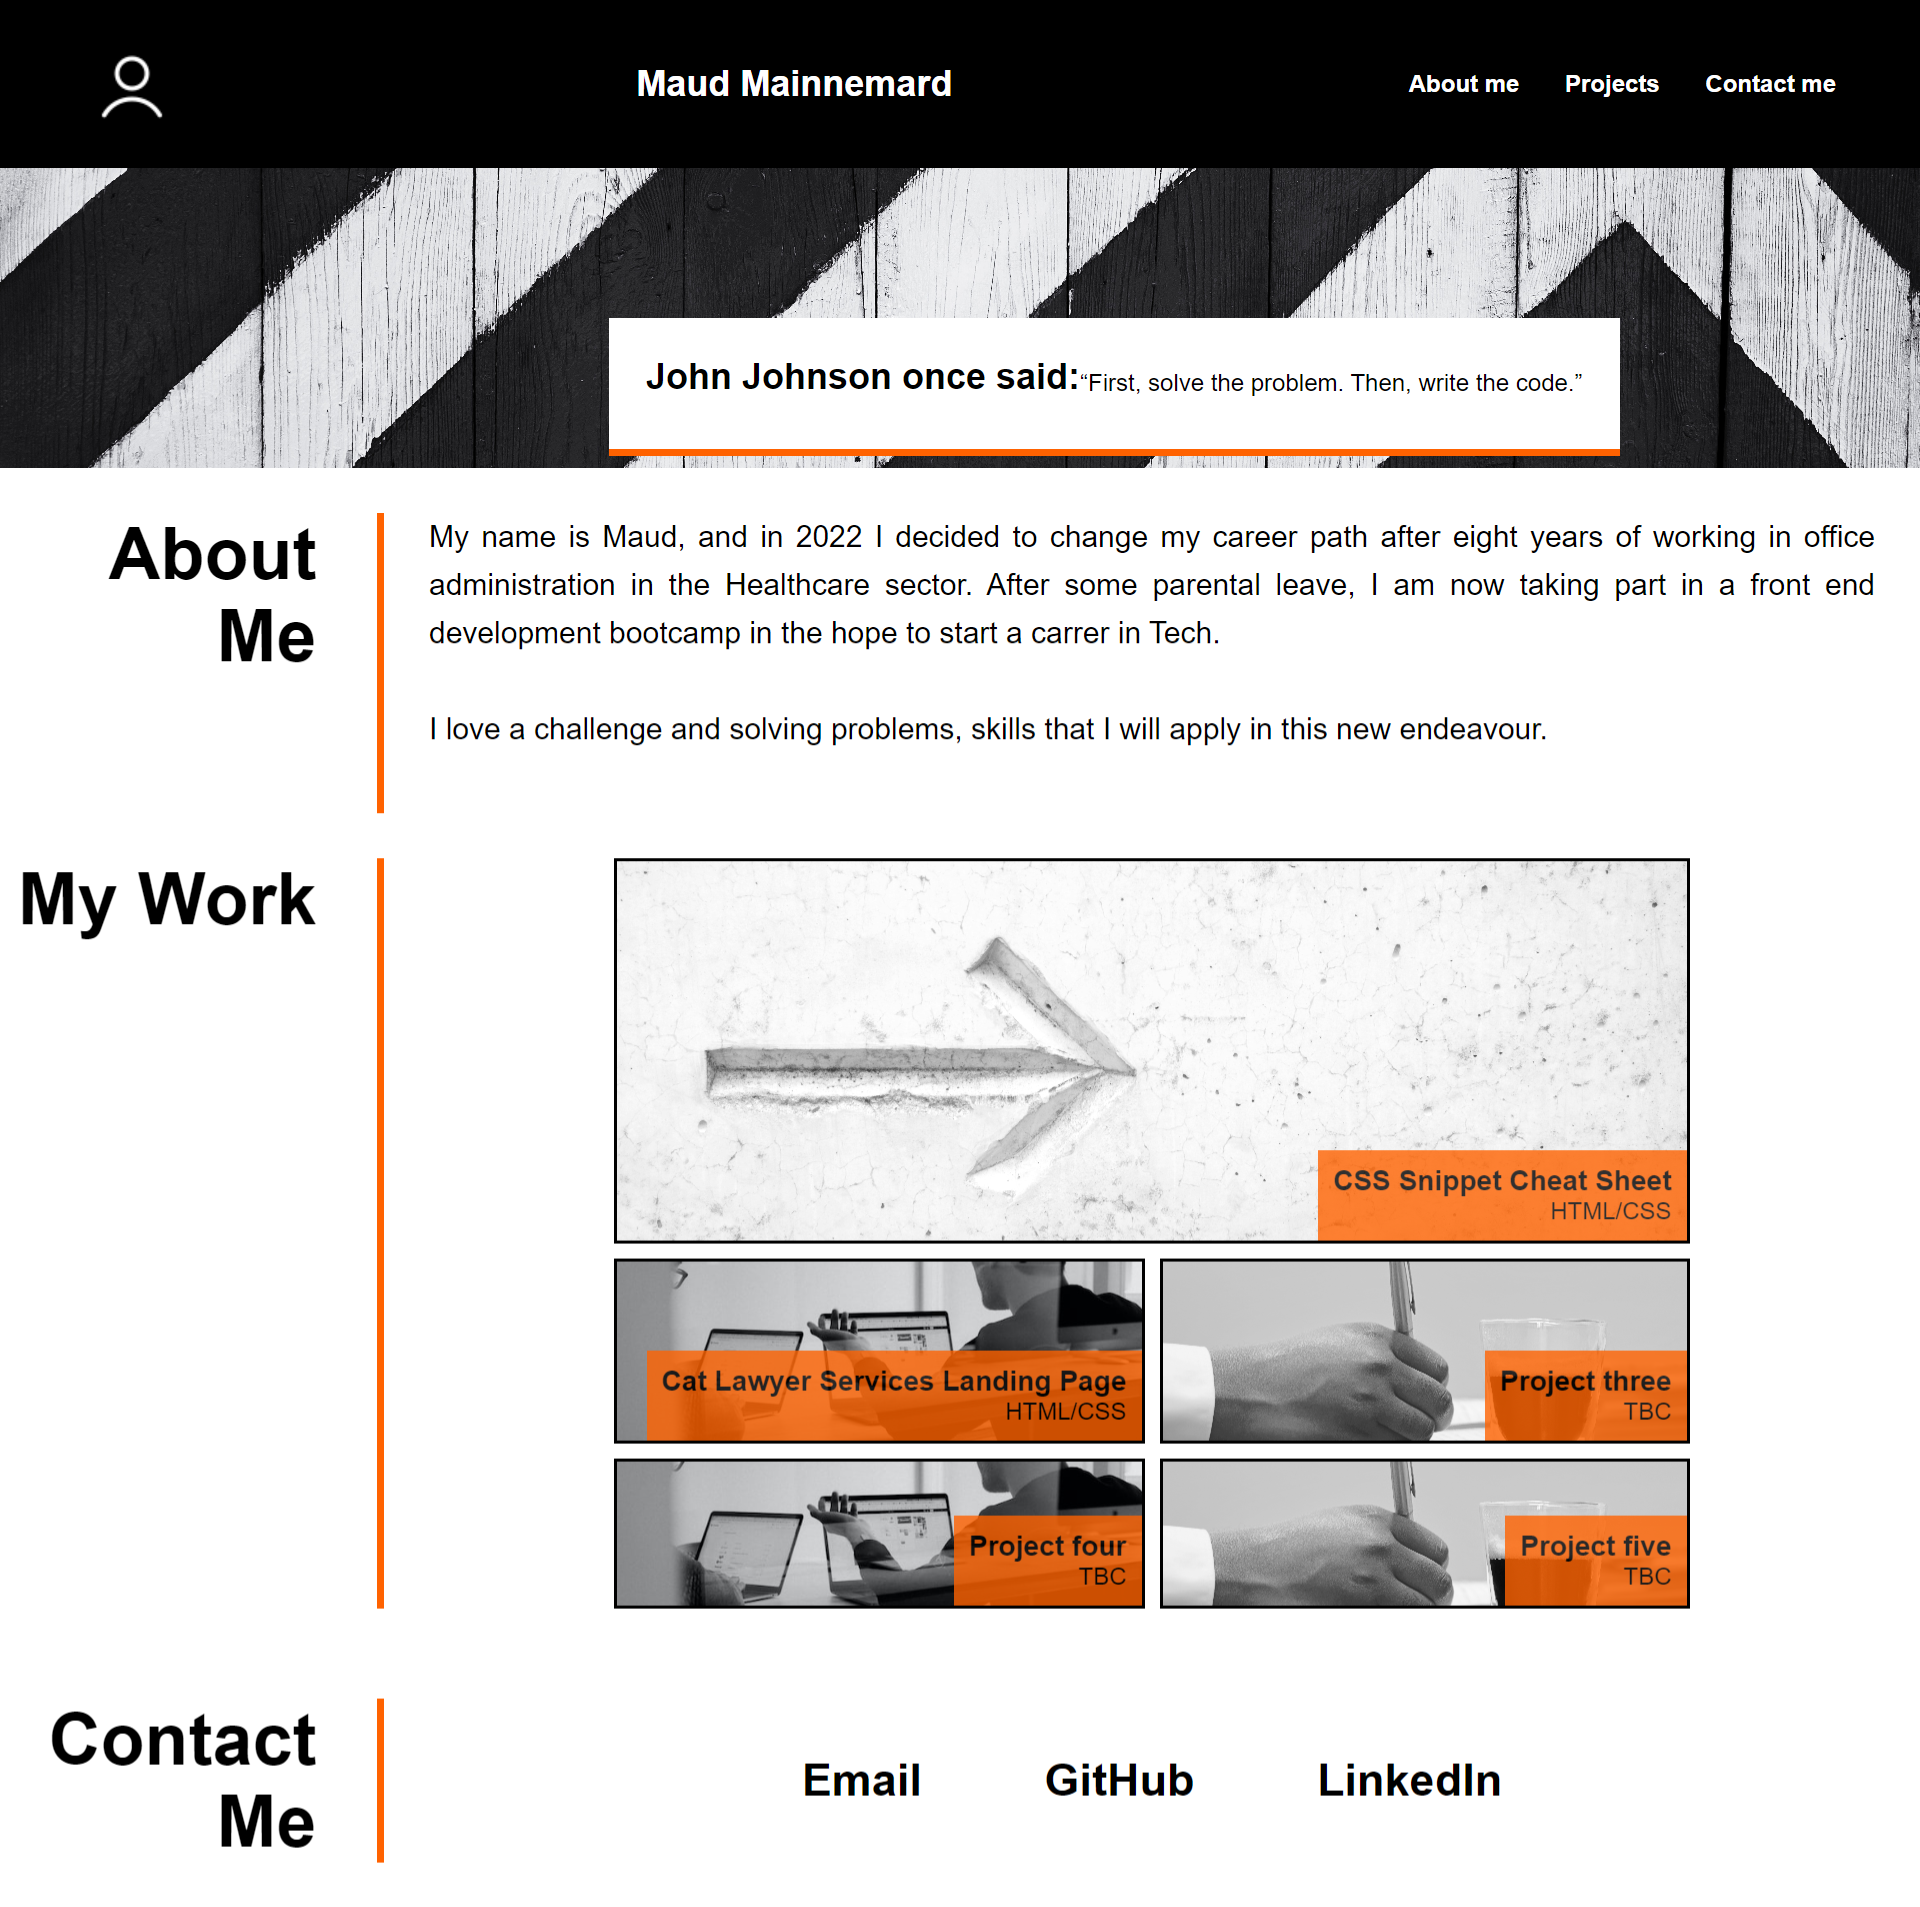 Maud Mainnemard
About me Projects Contact me
John Johnson once said:“First, solve the problem. Then, write the code.”
About
Me
My name is Maud, and in 2022 I decided to change my career path after eight years of working in office
administration in the Healthcare sector. After some parental leave, I am now taking part in a front end
development bootcamp in the hope to start a carrer in Tech.
I love a challenge and solving problems, skills that I will apply in this new endeavour.
My Work
CSS Snippet Cheat Sheet
HTML/CSS
Cat Lawyer Services Landing Page
HTML/CSS
Project three
TBC
Project four
TBC
Project five
TBC
Contact
Me
Email GitHub LinkedIn